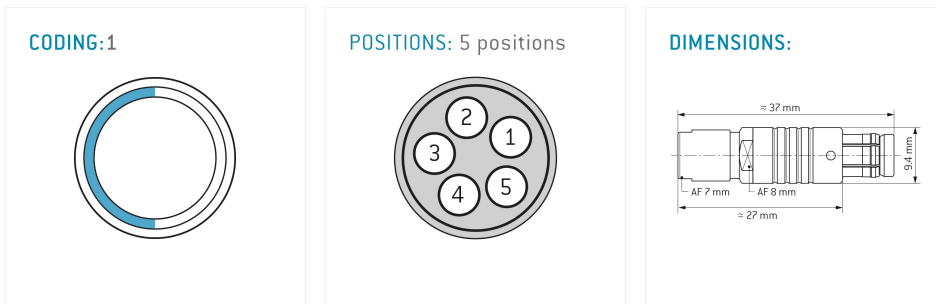 CODING:1
POSITIONS: 5 positions
2
1
3
4
5
DIMENSIONS:
≈ 37 mm
9.4 mm
AF 7 mm
AF 8 mm
≈ 27 mm